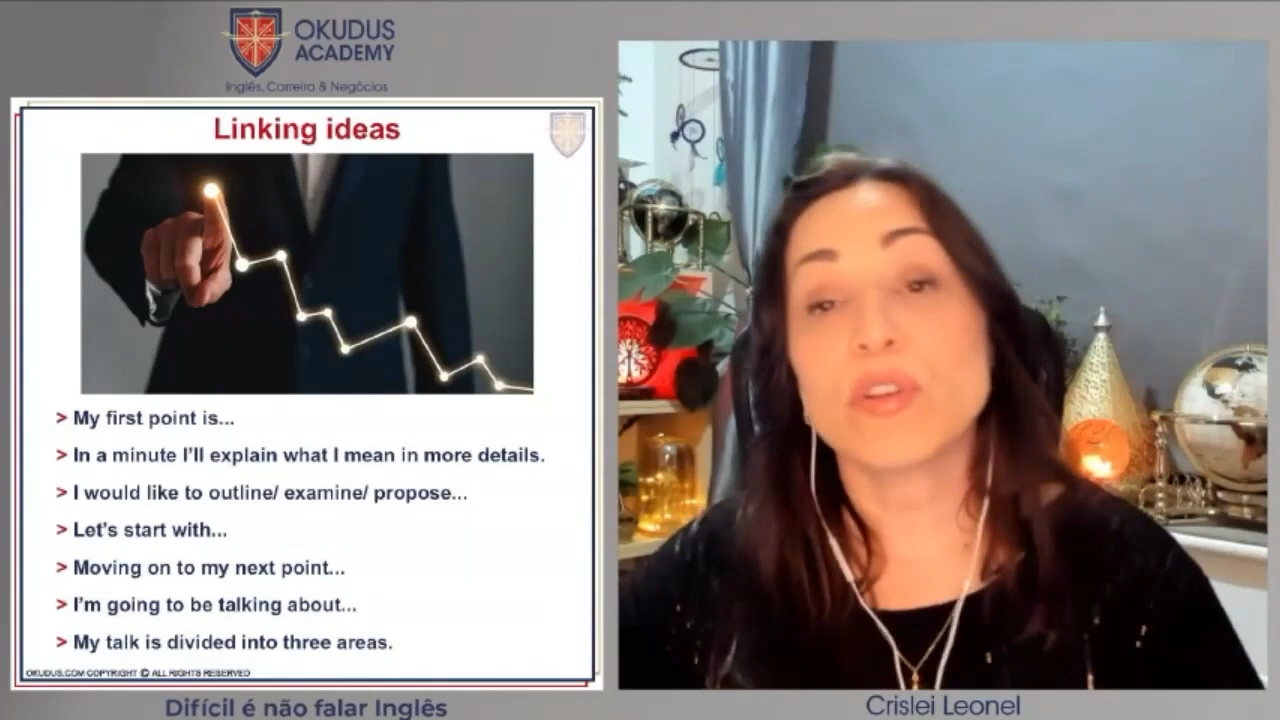 OKUDUS
ACADEMY
Inglês, Carreira & Negócios
Linking ideas
> My first point is...
> In a minute I'll explain what I mean in more details.
> I would like to outline/ examine/ propose...
> Let's start with...
> Moving on to my next point...
> I'm going to be talking about...
> My talk is divided into three areas.
OKUDUS.COM COPYRIGHT © ALL RIGHTS RESERVED
Difícil é não falar Inglês
Crislei Leonel